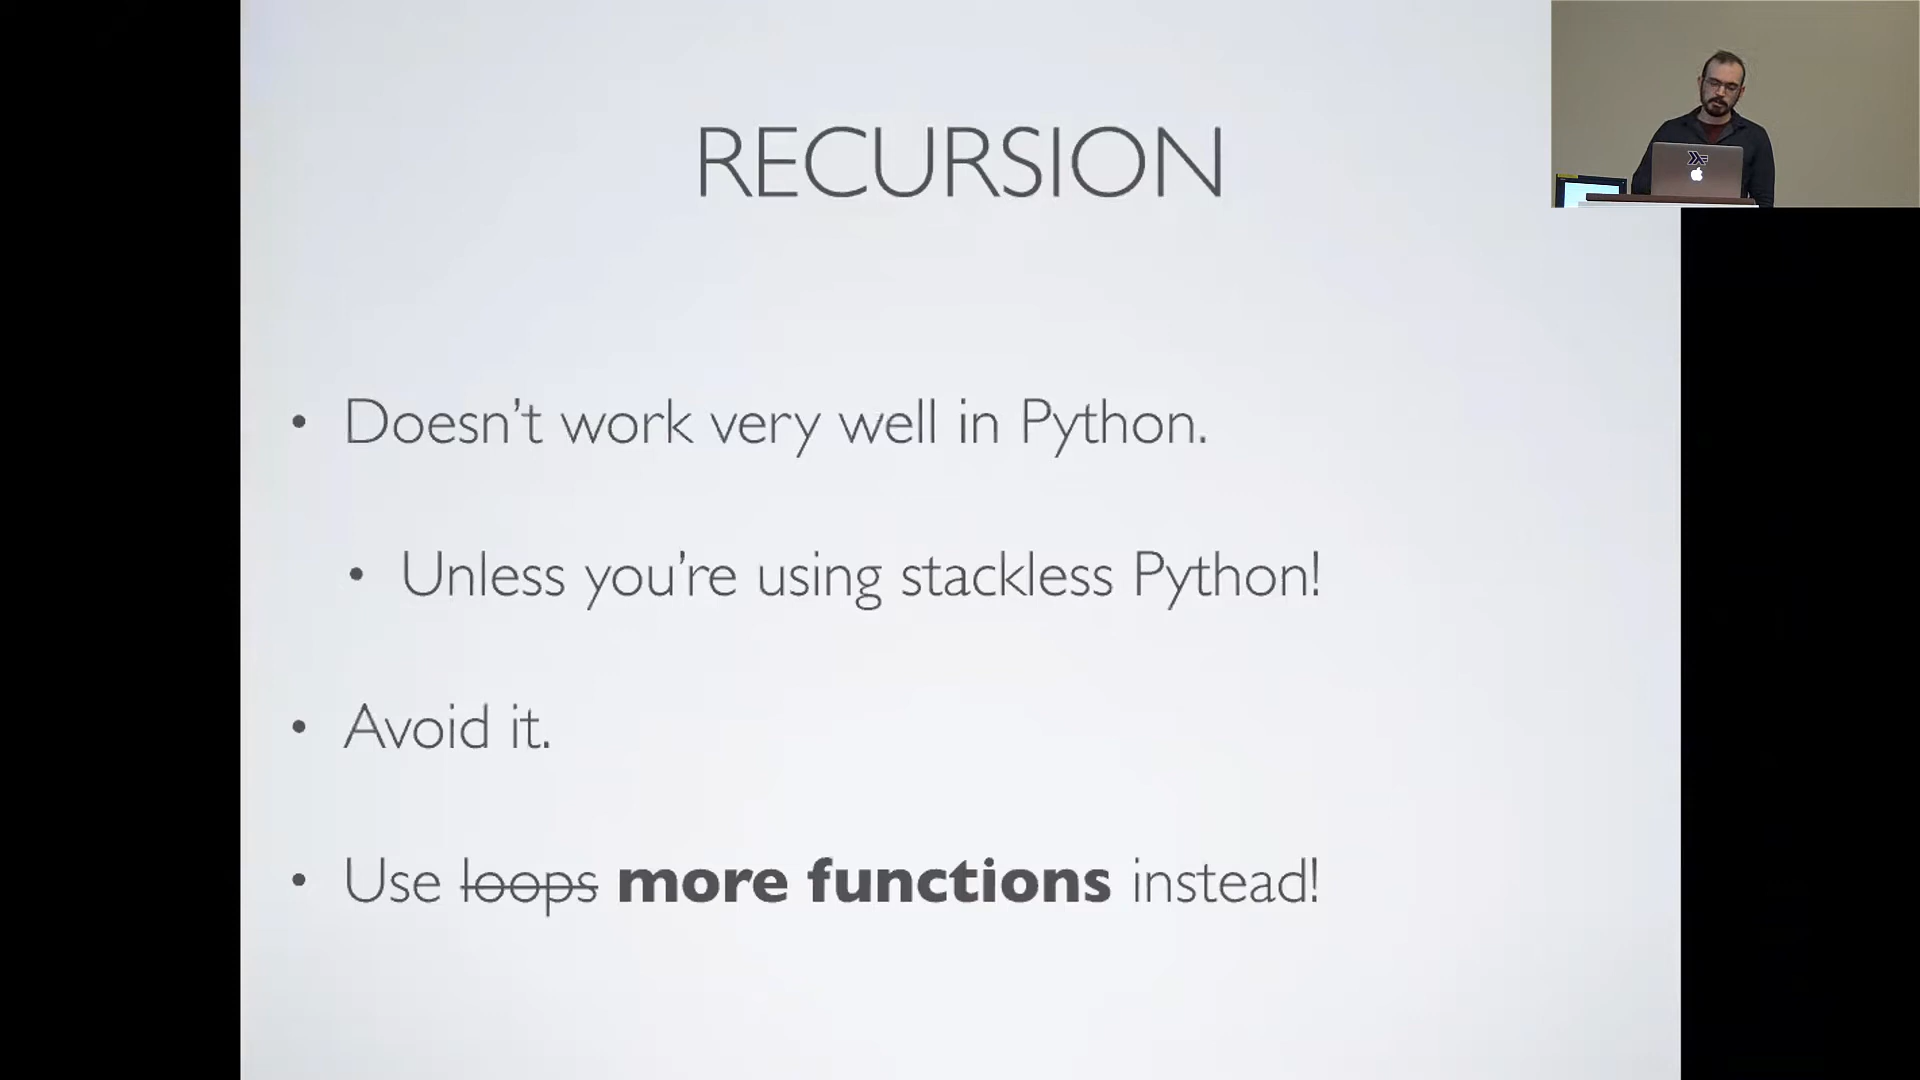 RECURSION
• Doesn't work very well in Python.
• Unless you're using stackless Python!
• Avoid it.
• Use loops more functions instead!